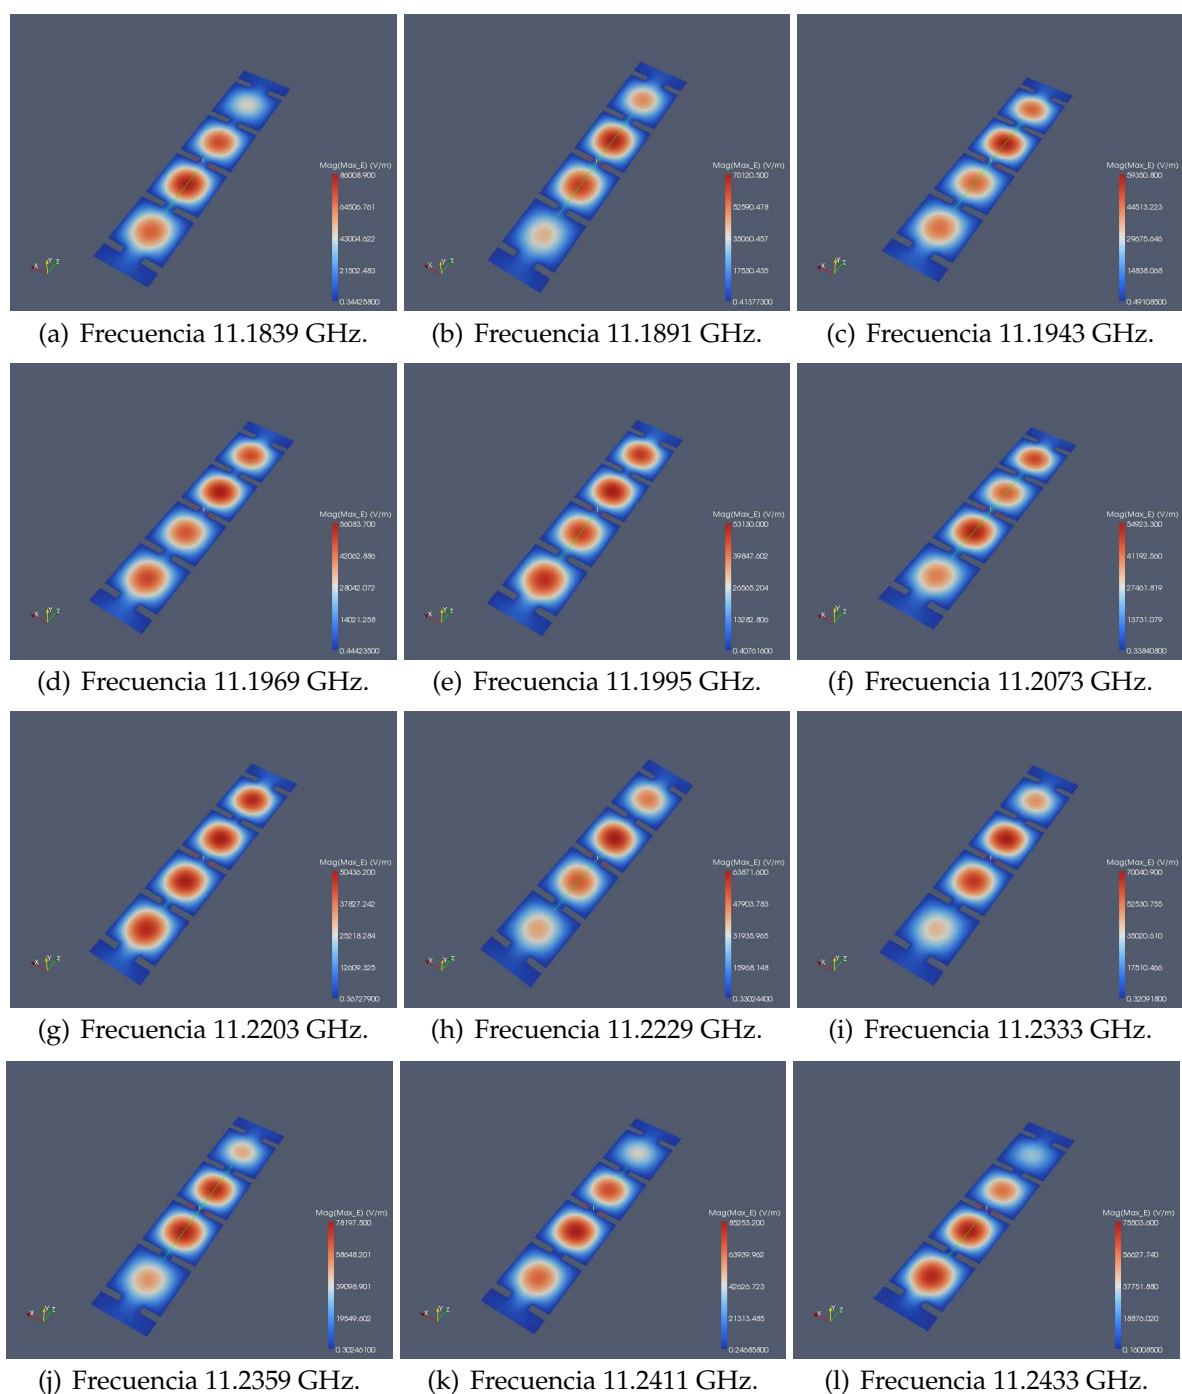 Mag(Max_E) (V/m)
86008.900
64506.761
43004.622
21502.483
0.34425800
X Y Z
Mag(Max_E) (V/m)
70120.500
52590.478
35060.457
17530.435
0.41377300
X Y Z
Mag(Max_E) (V/m)
59350.800
44513.223
29675.646
14838.068
0.49108500
X Y Z
(a) Frecuencia 11.1839 GHz.
(b) Frecuencia 11.1891 GHz.
(c) Frecuencia 11.1943 GHz.
Mag(Max_E) (V/m)
56083.700
42062.886
28042.072
14021.258
0.44423500
X Y Z
Mag(Max_E) (V/m)
53130.000
39847.602
26565.204
13282.806
0.40761600
X Y Z
Mag(Max_E) (V/m)
54923.300
41192.560
27461.819
13731.079
0.33840800
X Y Z
(d) Frecuencia 11.1969 GHz.
(e) Frecuencia 11.1995 GHz.
(f) Frecuencia 11.2073 GHz.
Mag(Max_E) (V/m)
50436.200
37827.242
25218.284
12609.325
0.36727900
X Y Z
Mag(Max_E) (V/m)
63871.600
47903.783
31935.965
15968.148
0.33024400
X Y Z
Mag(Max_E) (V/m)
70040.900
52530.755
35020.610
17510.466
0.32091800
X Y Z
(g) Frecuencia 11.2203 GHz.
(h) Frecuencia 11.2229 GHz.
(i) Frecuencia 11.2333 GHz.
Mag(Max_E) (V/m)
78197.500
58648.201
39098.901
19549.602
0.30246100
X Y Z
Mag(Max_E) (V/m)
85253.200
63939.962
42626.723
21313.485
0.24685800
X Y Z
Mag(Max_E) (V/m)
75503.600
56627.740
37751.880
18876.020
0.16008500
X Y Z
(j) Frecuencia 11.2359 GHz.
(k) Frecuencia 11.2411 GHz.
(l) Frecuencia 11.2433 GHz.